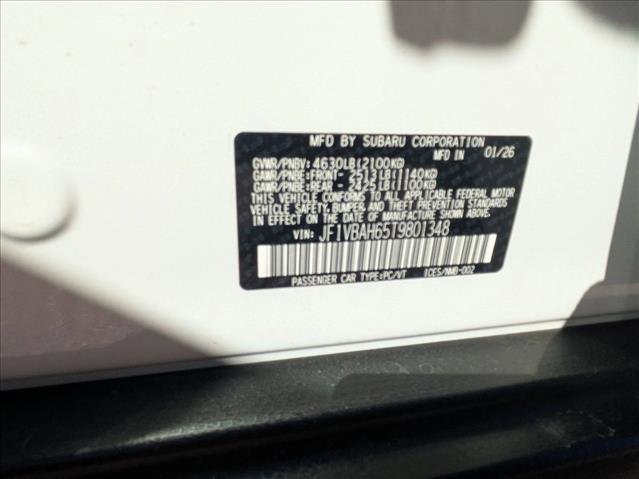 MFD BY SUBARU CORPORATION
MFD IN 01/26
GVWR/PNBV: 4630LB(2100KG)
GAWR/PNBE:FRONT- 2513LB(1140KG)
GAWR/PNBE:REAR - 2425LB(1100KG)
THIS VEHICLE CONFORMS TO ALL APPLICABLE FEDERAL MOTOR
VEHICLE SAFETY, BUMPER, AND THEFT PREVENTION STANDARDS
IN EFFECT ON THE DATE OF MANUFACTURE SHOWN ABOVE.
VIN: JF1VBAH65T9801348
PASSENGER CAR TYPE:PC/VT ICES/NMB-002